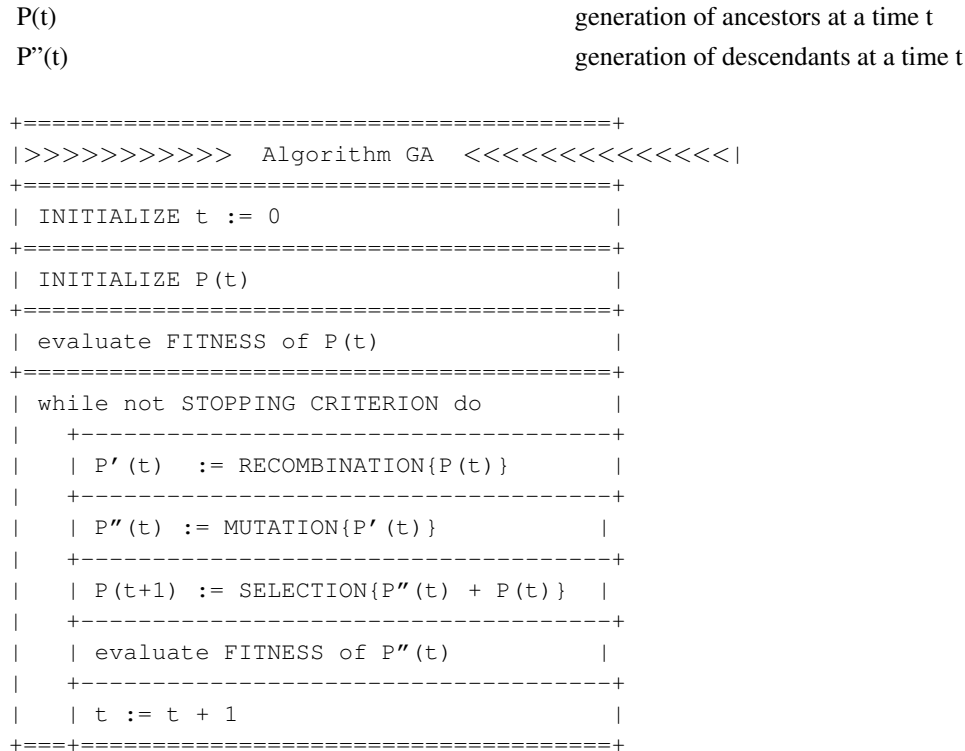 P(t) generation of ancestors at a time t
P”(t) generation of descendants at a time t
+=========================================+
|>>>>>>>>>>> Algorithm GA <<<<<<<<<<<<<<|
+=========================================+
| INITIALIZE t := 0 |
+=========================================+
| INITIALIZE P(t) |
+=========================================+
| evaluate FITNESS of P(t) |
+=========================================+
| while not STOPPING CRITERION do |
| +-------------------------------------+
| | P'(t) := RECOMBINATION{P(t)} |
| +-------------------------------------+
| | P"(t) := MUTATION{P'(t)} |
| +-------------------------------------+
| | P(t+1) := SELECTION{P"(t) + P(t)} |
| +-------------------------------------+
| | evaluate FITNESS of P"(t) |
| +-------------------------------------+
| | t := t + 1 |
+===+=====================================+